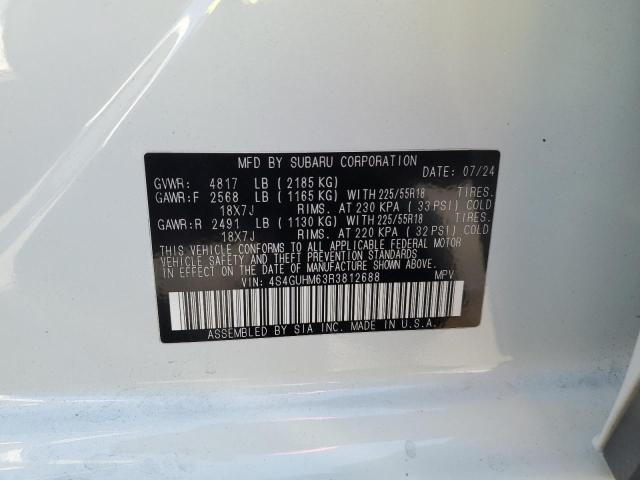 MFD BY SUBARU CORPORATION
DATE: 07/24
GVWR: 4817 LB (2185 KG)
GAWR:F 2568 LB (1165 KG) WITH 225/55R18 TIRES.
18X7J RIMS. AT 230 KPA (33 PSI) COLD
GAWR:R 2491 LB (1130 KG) WITH 225/55R18 TIRES.
18X7J RIMS. AT 220 KPA (32 PSI) COLD
THIS VEHICLE CONFORMS TO ALL APPLICABLE FEDERAL MOTOR
VEHICLE SAFETY AND THEFT PREVENTION STANDARDS
IN EFFECT ON THE DATE OF MANUFACTURE SHOWN ABOVE.
VIN: 4S4GUHM63R3812688 MPV
ASSEMBLED BY SIA INC. MADE IN U.S.A.